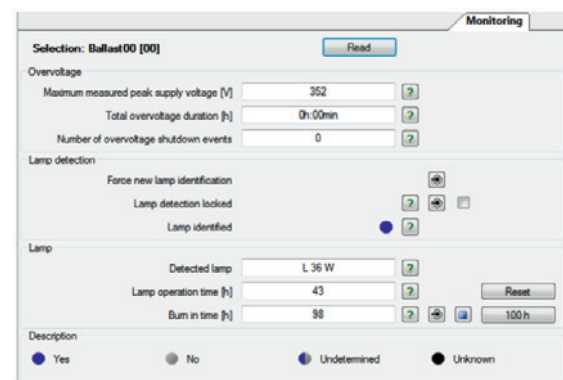 Monitoring
Selection: Ballast00 [00] Read
Overvoltage
Maximum measured peak supply voltage [V] 352 ?
Total overvoltage duration [h] 0h:00min ?
Number of overvoltage shutdown events 0 ?
Lamp detection
Force new lamp identification
Lamp detection locked ?
Lamp identified ?
Lamp
Detected lamp L 36 W ?
Lamp operation time [h] 43 ? Reset
Burn in time [h] 98 ? 100 h
Description
Yes No Undetermined Unknown